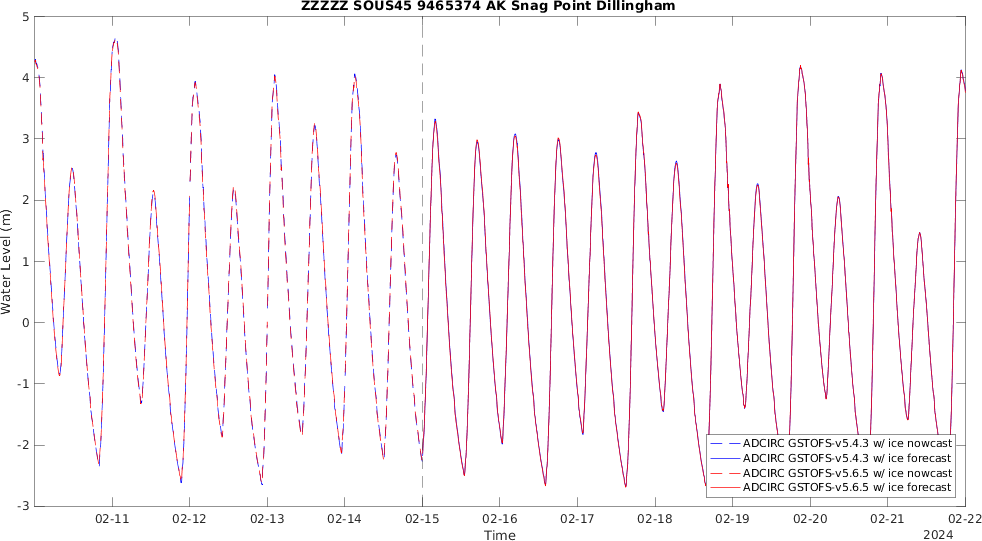 ZZZZZ SOUS45 9465374 AK Snag Point Dillingham
5
4
3
2
1
0
-1
-2
-3
Water Level (m)
ADCIRC GSTOFS-v5.4.3 w/ ice nowcast
ADCIRC GSTOFS-v5.4.3 w/ ice forecast
ADCIRC GSTOFS-v5.6.5 w/ ice nowcast
ADCIRC GSTOFS-v5.6.5 w/ ice forecast
02-11 02-12 02-13 02-14 02-15 02-16 02-17 02-18 02-19 02-20 02-21 02-22
Time
2024